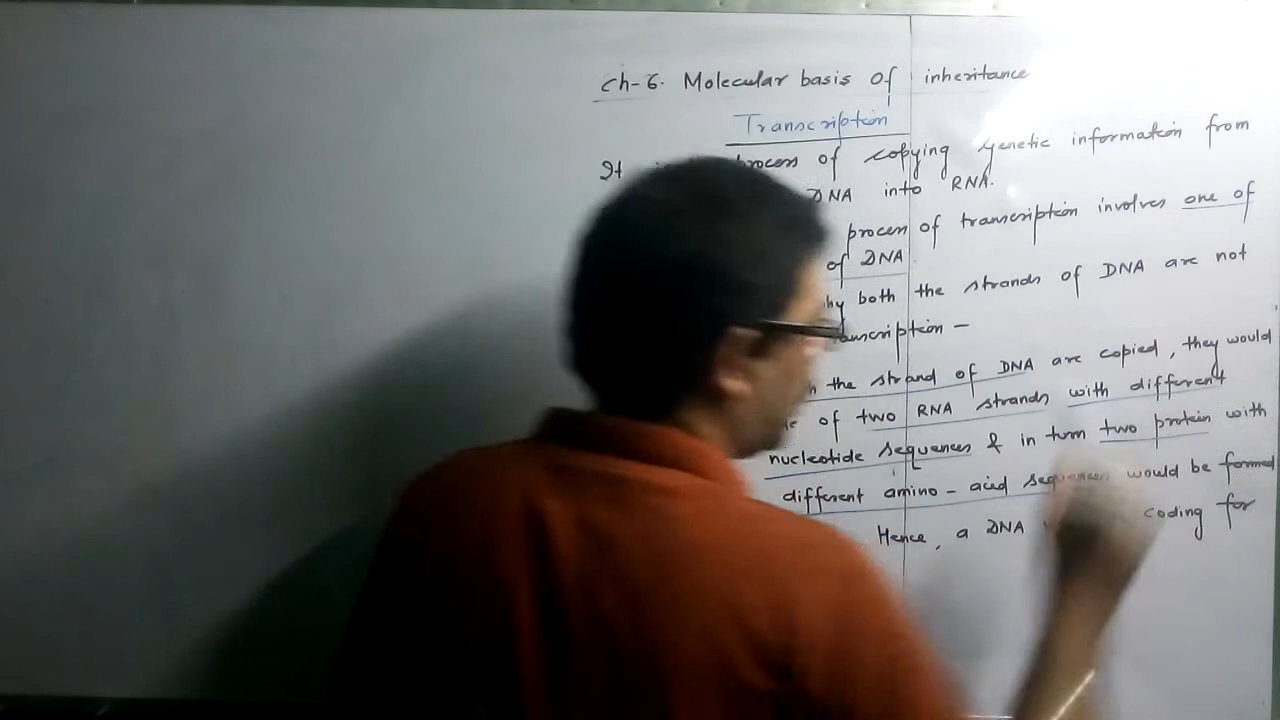 Ch-6. Molecular basis of inheritance
Transcription
It process of copying genetic information from
DNA into RNA.
process of transcription involves one of
of DNA
both the strands of DNA are not
the strand of DNA are copied, they would
of two RNA strands with different
nucleotide sequences & in turn two protein with
different amino-acid sequences would be formed
Hence, a DNA coding for